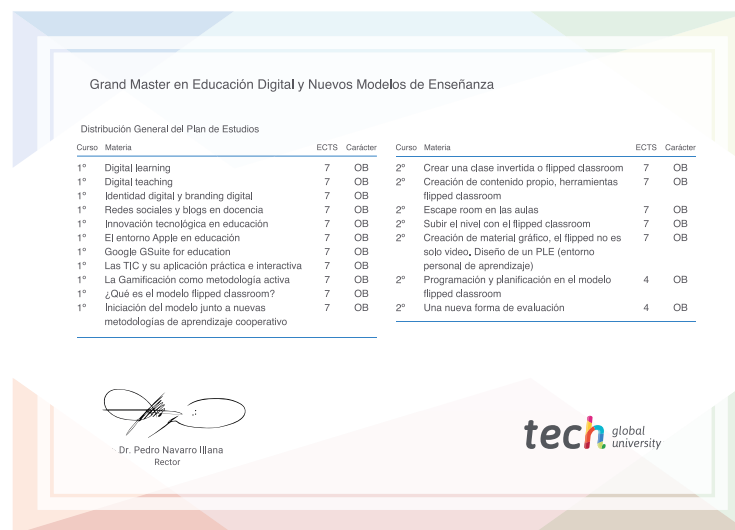 Grand Master en Educación Digital y Nuevos Modelos de Enseñanza
Distribución General del Plan de Estudios
Curso Materia ECTS Carácter
1º Digital learning 7 OB
1º Digital teaching 7 OB
1º Identidad digital y branding digital 7 OB
1º Redes sociales y blogs en docencia 7 OB
1º Innovación tecnológica en educación 7 OB
1º El entorno Apple en educación 7 OB
1º Google GSuite for education 7 OB
1º Las TIC y su aplicación práctica e interactiva 7 OB
1º La Gamificación como metodología activa 7 OB
1º ¿Qué es el modelo flipped classroom? 7 OB
1º Iniciación del modelo junto a nuevas 7 OB
metodologías de aprendizaje cooperativo
Curso Materia ECTS Carácter
2º Crear una clase invertida o flipped classroom 7 OB
2º Creación de contenido propio, herramientas 7 OB
flipped classroom
2º Escape room en las aulas 7 OB
2º Subir el nivel con el flipped classroom 7 OB
2º Creación de material gráfico, el flipped no es 7 OB
solo video. Diseño de un PLE (entorno
personal de aprendizaje)
2º Programación y planificación en el modelo 4 OB
flipped classroom
2º Una nueva forma de evaluación 4 OB
Dr. Pedro Navarro Illana
Rector
tech global
university